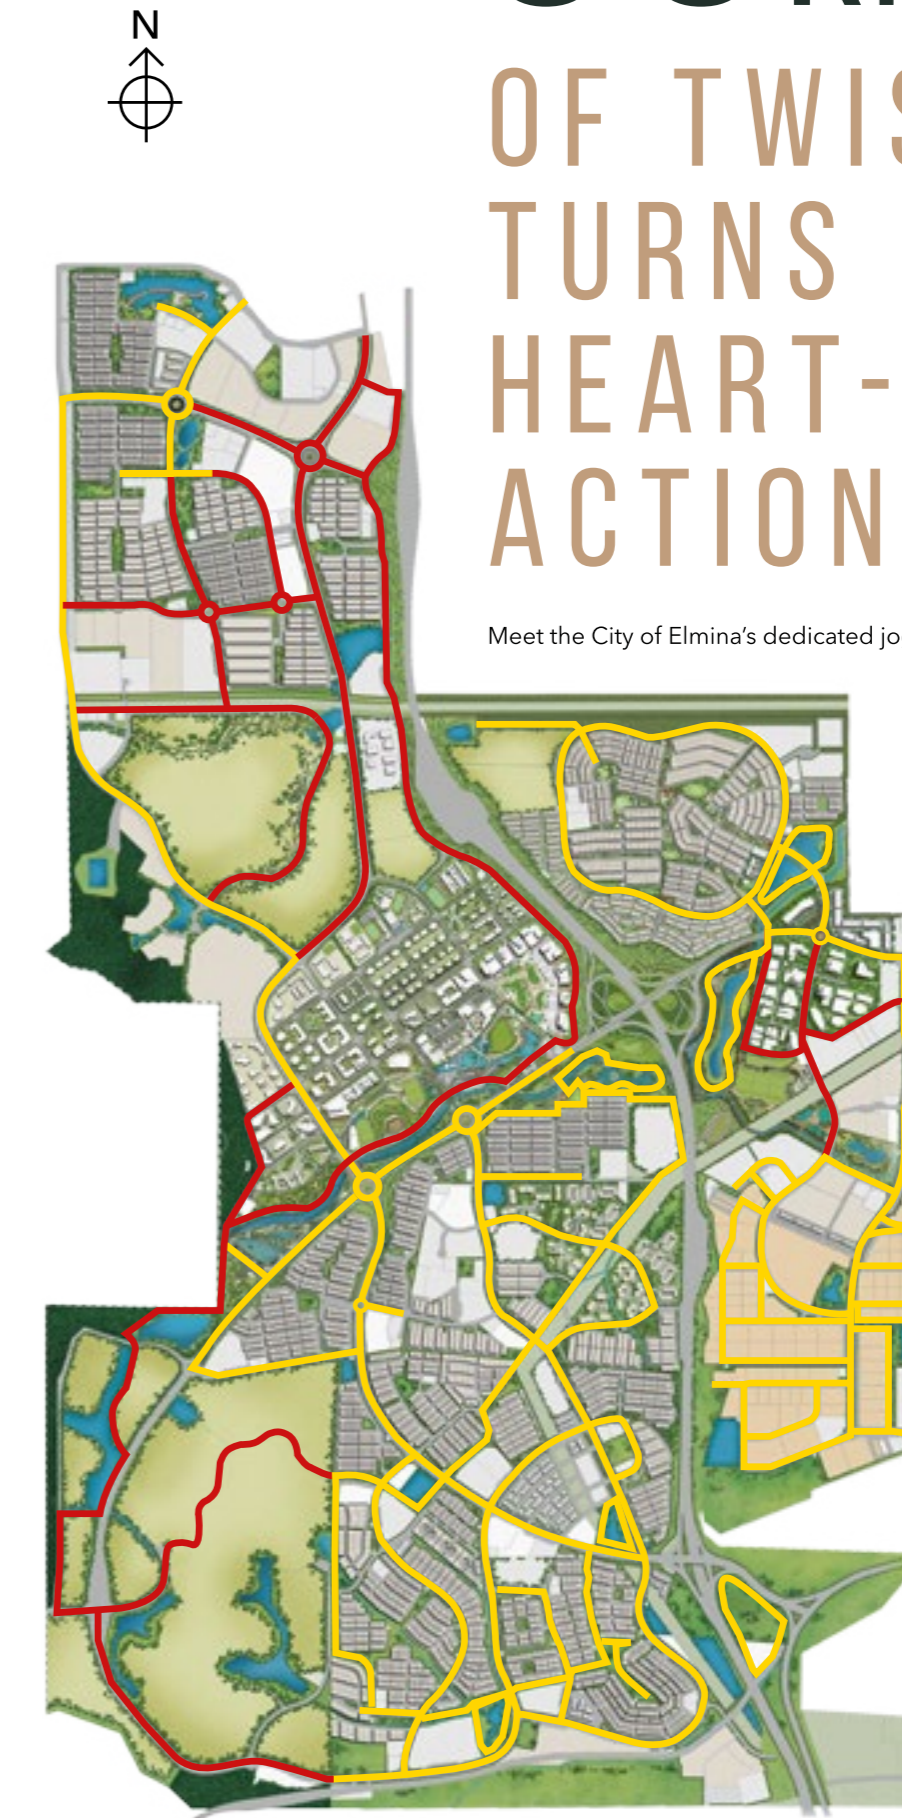 N
OF TWIS
TURNS
HEART-
ACTION
Meet the City of Elmina’s dedicated jo